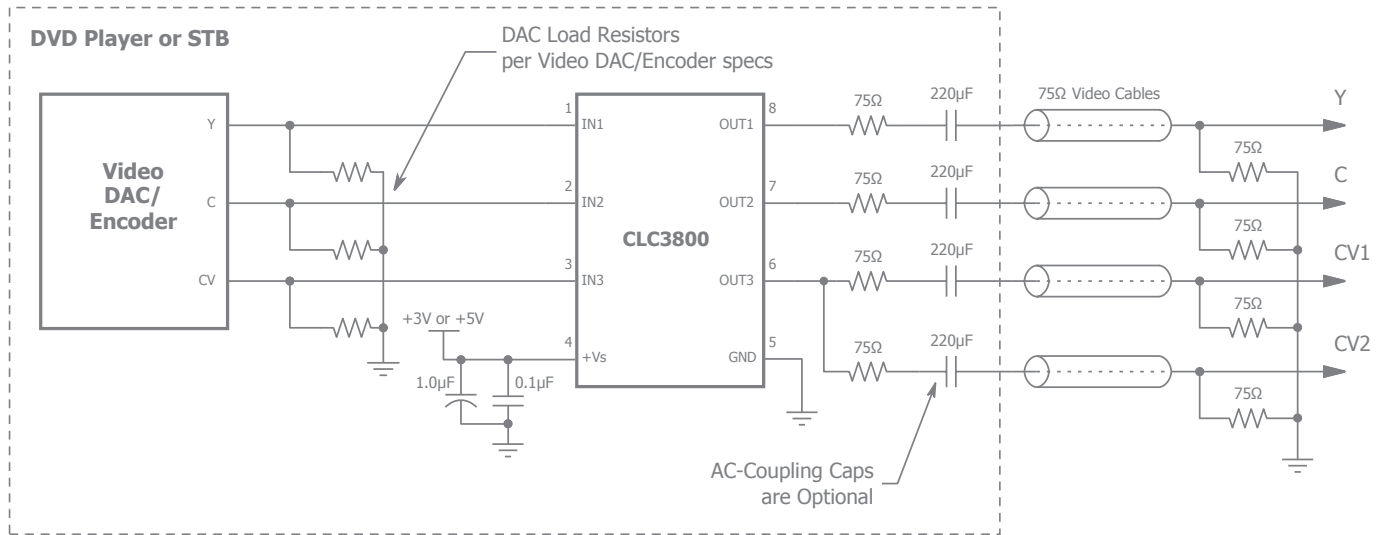 DVD Player or STB
DAC Load Resistors
per Video DAC/Encoder specs
Video
DAC/
Encoder
Y
C
CV
1
IN1
2
IN2
3
IN3
4
+Vs
CLC3800
8
OUT1
7
OUT2
6
OUT3
5
GND
+3V or +5V
1.0µF
0.1µF
75Ω
220µF
75Ω
220µF
75Ω
220µF
75Ω
220µF
AC-Coupling Caps
are Optional
75Ω Video Cables
Y
75Ω
C
75Ω
CV1
75Ω
CV2
75Ω